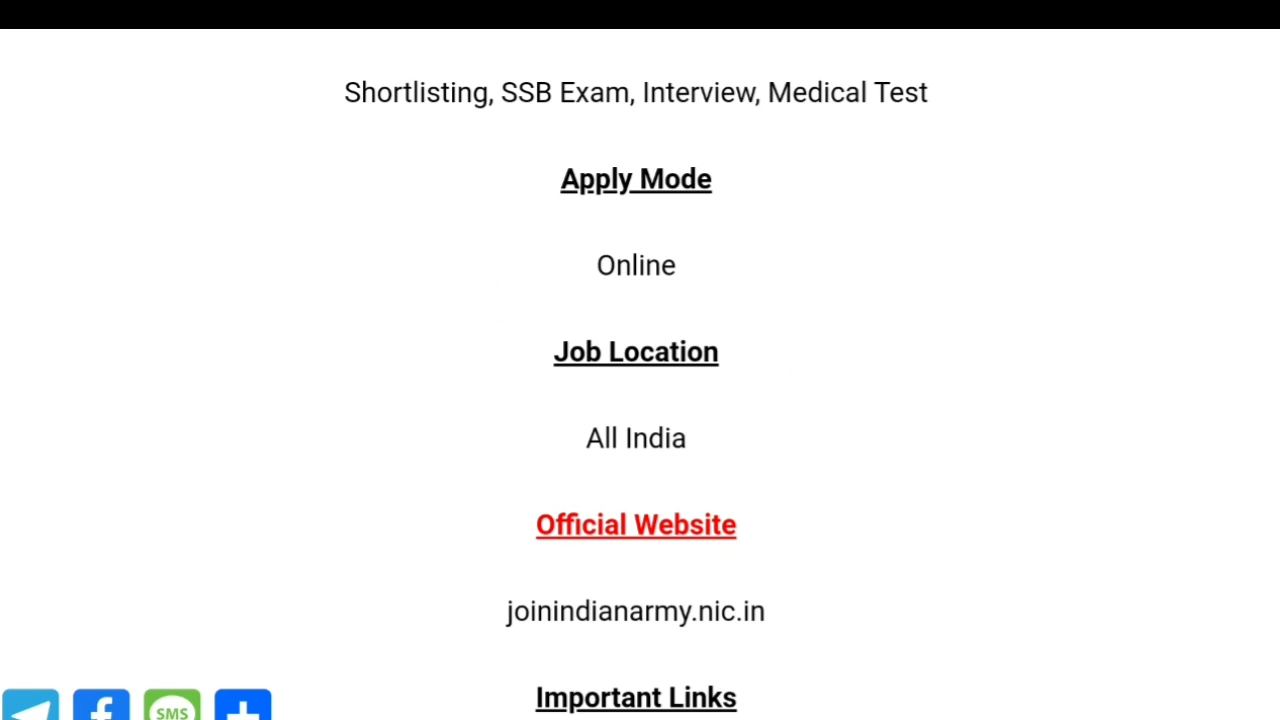 Shortlisting, SSB Exam, Interview, Medical Test
Apply Mode
Online
Job Location
All India
Official Website
joinindianarmy.nic.in
Important Links
SMS